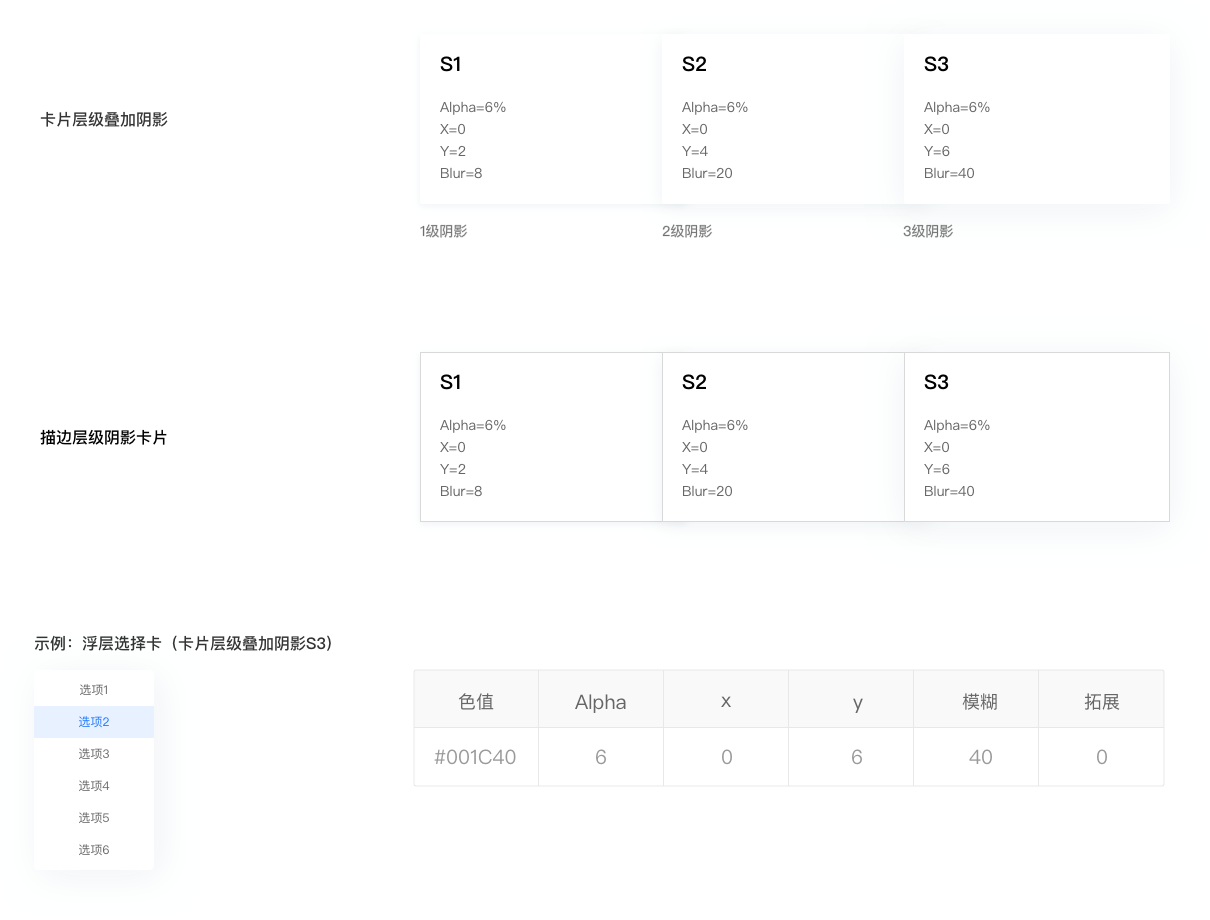 卡片层级叠加阴影
S1
Alpha=6%
X=0
Y=2
Blur=8
1级阴影
S2
Alpha=6%
X=0
Y=4
Blur=20
2级阴影
S3
Alpha=6%
X=0
Y=6
Blur=40
3级阴影
描边层级阴影卡片
S1
Alpha=6%
X=0
Y=2
Blur=8
S2
Alpha=6%
X=0
Y=4
Blur=20
S3
Alpha=6%
X=0
Y=6
Blur=40
示例：浮层选择卡（卡片层级叠加阴影S3）
选项1
选项2
选项3
选项4
选项5
选项6
色值 Alpha x y 模糊 拓展
#001C40 6 0 6 40 0